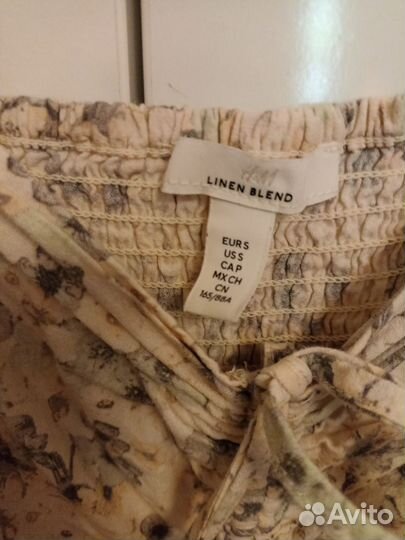 H&M
LINEN BLEND
EUR S
US S
CA P
MX CH
CN
165/88A
Avito